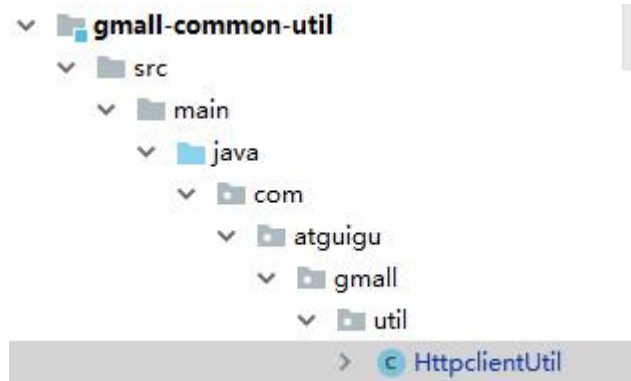 gmall-common-util
src
main
java
com
atguigu
gmall
util
C HttpclientUtil